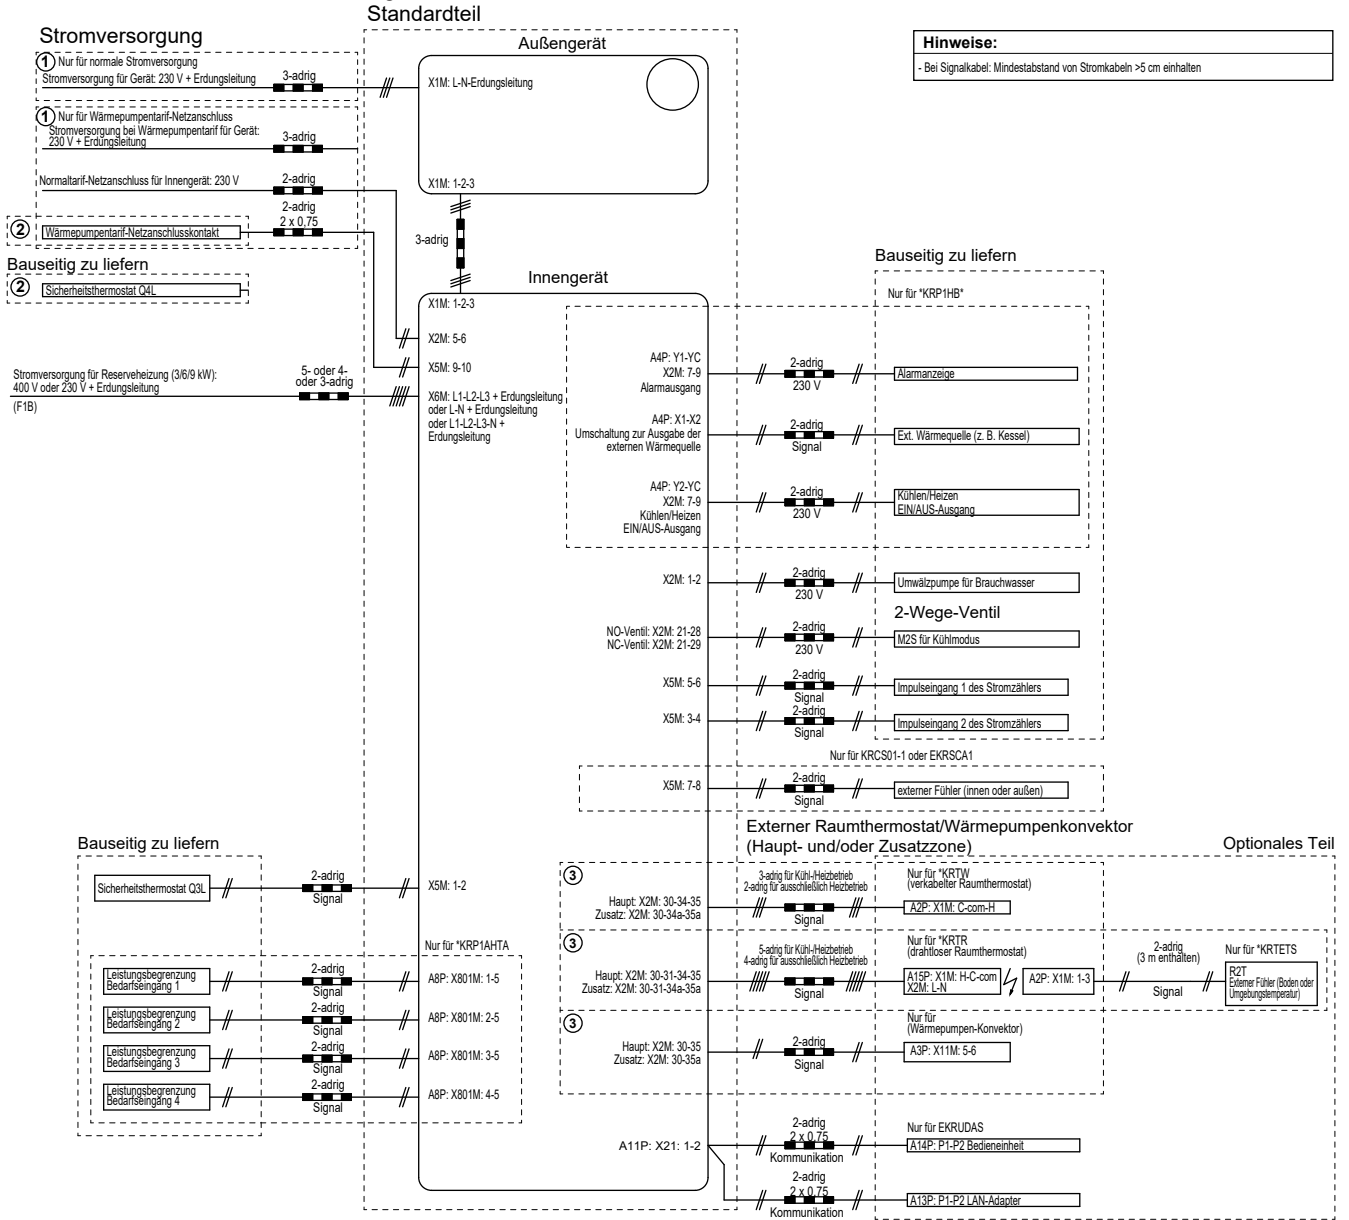 Standardteil
Stromversorgung
1 Nur für normale Stromversorgung
Stromversorgung für Gerät: 230 V + Erdungsleitung
3-adrig
1 Nur für Wärmepumpentarif-Netzanschluss
Stromversorgung bei Wärmepumpentarif für Gerät:
230 V + Erdungsleitung
3-adrig
Normaltarif-Netzanschluss für Innengerät: 230 V
2-adrig
2-adrig
2 x 0,75
2 Wärmepumpentarif-Netzanschlusskontakt
Bauseitig zu liefern
2 Sicherheitsthermostat Q4L
Stromversorgung für Reserveheizung (3/6/9 kW):
400 V oder 230 V + Erdungsleitung
(F1B)
5- oder 4-
oder 3-adrig
Außengerät
X1M: L-N-Erdungsleitung
X1M: 1-2-3
3-adrig
Hinweise:
- Bei Signalkabel: Mindestabstand von Stromkabeln >5 cm einhalten
Innengerät
X1M: 1-2-3
X2M: 5-6
X5M: 9-10
X6M: L1-L2-L3 + Erdungsleitung
oder L-N + Erdungsleitung
oder L1-L2-L3-N +
Erdungsleitung
Bauseitig zu liefern
Nur für *KRP1HB*
A4P: Y1-YC
X2M: 7-9
Alarmausgang
2-adrig
230 V
Alarmanzeige
A4P: X1-X2
Umschaltung zur Ausgabe der
externen Wärmequelle
2-adrig
Signal
Ext. Wärmequelle (z. B. Kessel)
A4P: Y2-YC
X2M: 7-9
Kühlen/Heizen
EIN/AUS-Ausgang
2-adrig
230 V
Kühlen/Heizen
EIN/AUS-Ausgang
X2M: 1-2
2-adrig
230 V
Umwälzpumpe für Brauchwasser
2-Wege-Ventil
NO-Ventil: X2M: 21-28
NC-Ventil: X2M: 21-29
2-adrig
230 V
M2S für Kühlmodus
X5M: 5-6
2-adrig
Signal
Impulseingang 1 des Stromzählers
X5M: 3-4
2-adrig
Signal
Impulseingang 2 des Stromzählers
Nur für KRCS01-1 oder EKRSCA1
X5M: 7-8
2-adrig
Signal
externer Fühler (innen oder außen)
Externer Raumthermostat/Wärmepumpenkonvektor
(Haupt- und/oder Zusatzzone)
Optionales Teil
3
Haupt: X2M: 30-34-35
Zusatz: X2M: 30-34a-35a
3-adrig für Kühl-/Heizbetrieb
2-adrig für ausschließlich Heizbetrieb
Signal
Nur für *KRTW
(verkabelter Raumthermostat)
A2P: X1M: C-com-H
3
Haupt: X2M: 30-31-34-35
Zusatz: X2M: 30-31-34a-35a
5-adrig für Kühl-/Heizbetrieb
4-adrig für ausschließlich Heizbetrieb
Signal
Nur für *KRTR
(drahtloser Raumthermostat)
A15P: X1M: H-C-com
X2M: L-N
A2P: X1M: 1-3
2-adrig
(3 m enthalten)
Signal
Nur für *KRTETS
R2T
Externer Fühler (Boden oder
Umgebungstemperatur)
3
Haupt: X2M: 30-35
Zusatz: X2M: 30-35a
2-adrig
Signal
Nur für
(Wärmepumpen-Konvektor)
A3P: X11M: 5-6
A11P: X21: 1-2
2-adrig
2 x 0,75
Kommunikation
Nur für EKRUDAS
A14P: P1-P2 Bedieneinheit
2-adrig
2 x 0,75
Kommunikation
A13P: P1-P2 LAN-Adapter
Bauseitig zu liefern
Sicherheitsthermostat Q3L
2-adrig
Signal
X5M: 1-2
Nur für *KRP1AHTA
Leistungsbegrenzung
Bedarfseingang 1
2-adrig
Signal
A8P: X801M: 1-5
Leistungsbegrenzung
Bedarfseingang 2
2-adrig
Signal
A8P: X801M: 2-5
Leistungsbegrenzung
Bedarfseingang 3
2-adrig
Signal
A8P: X801M: 3-5
Leistungsbegrenzung
Bedarfseingang 4
2-adrig
Signal
A8P: X801M: 4-5